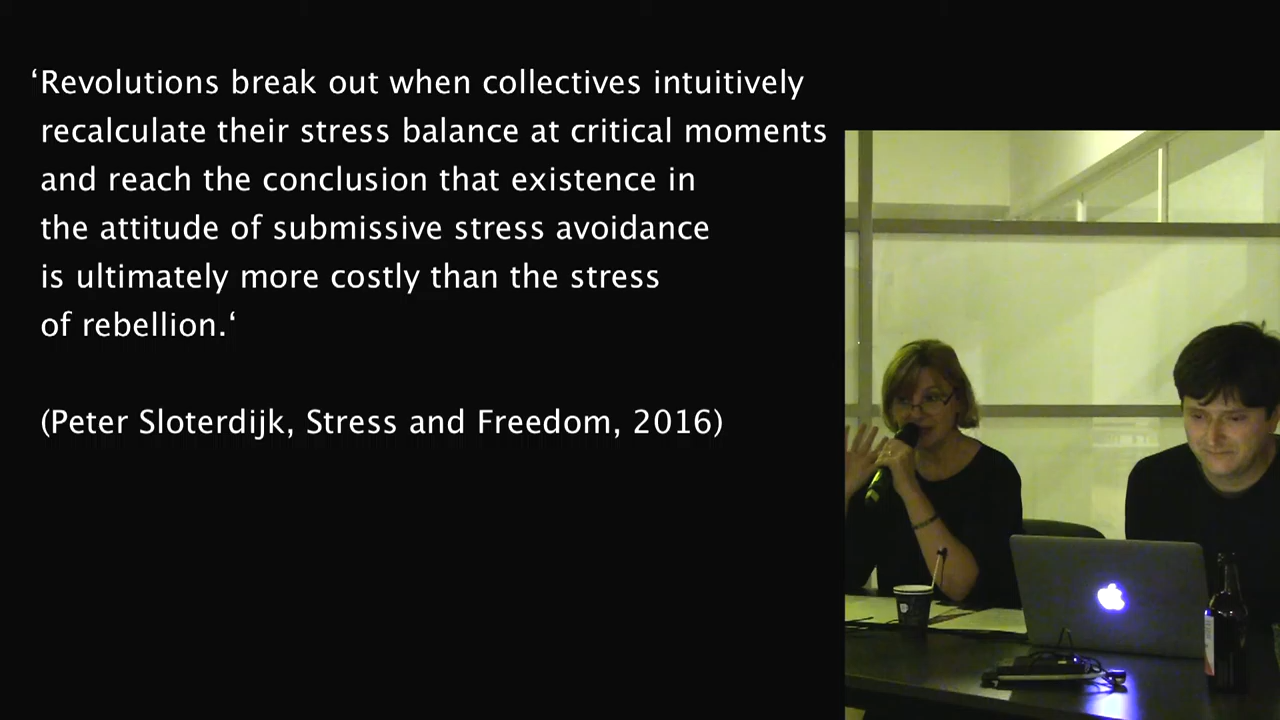 ‘Revolutions break out when collectives intuitively
recalculate their stress balance at critical moments
and reach the conclusion that existence in
the attitude of submissive stress avoidance
is ultimately more costly than the stress
of rebellion.‘
(Peter Sloterdijk, Stress and Freedom, 2016)